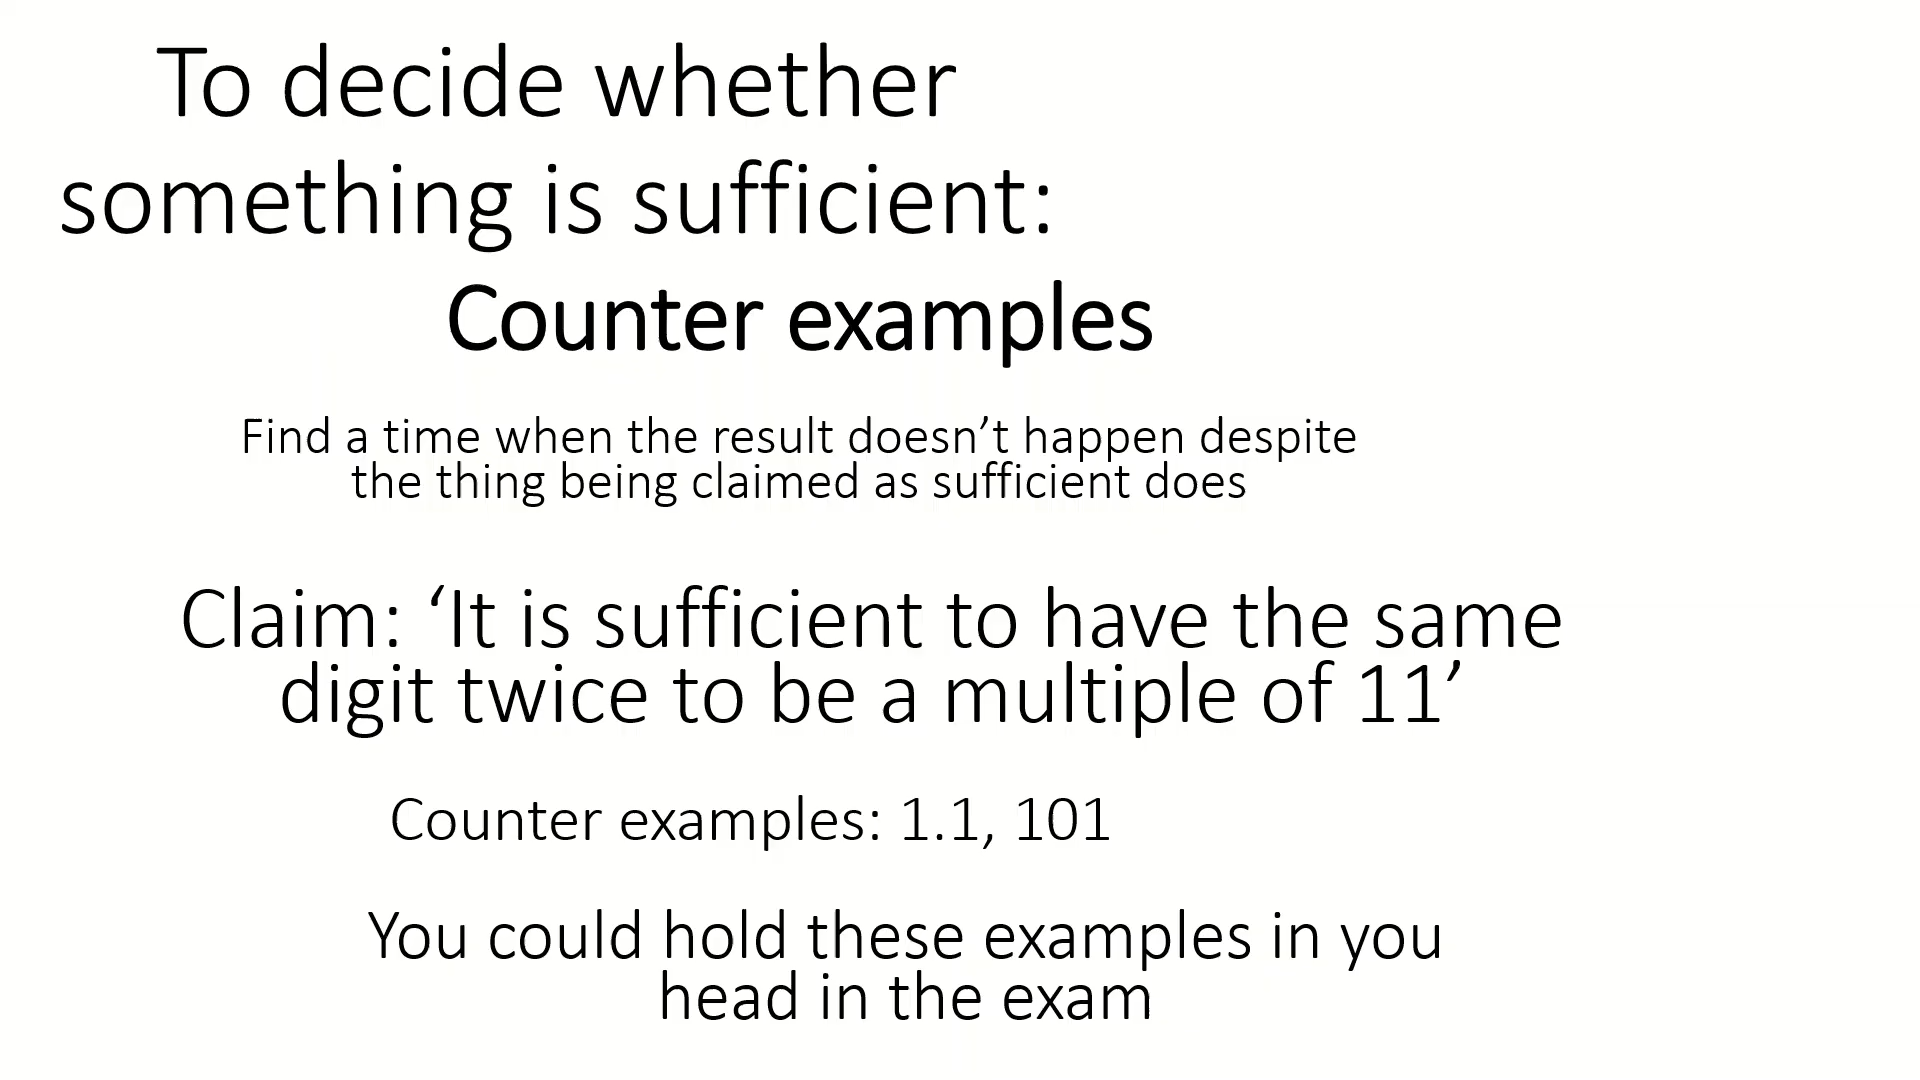 To decide whether
something is sufficient:
Counter examples
Find a time when the result doesn’t happen despite
the thing being claimed as sufficient does
Claim: ‘It is sufficient to have the same
digit twice to be a multiple of 11’
Counter examples: 1.1, 101
You could hold these examples in you
head in the exam